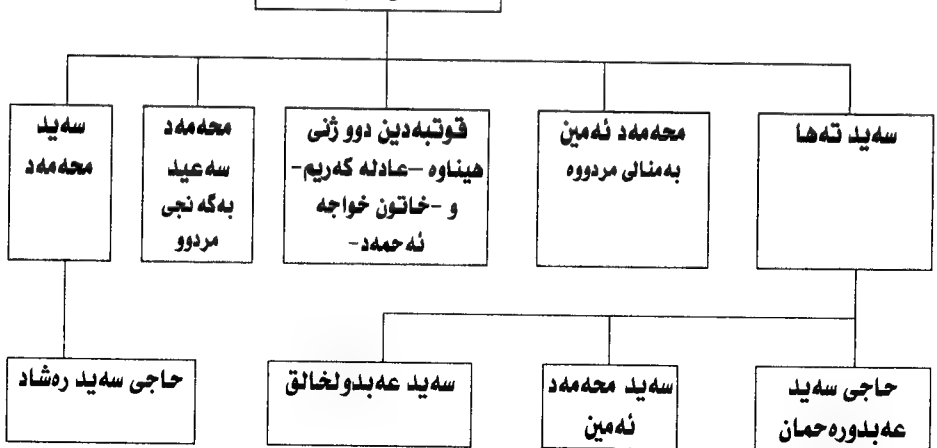 سەید تەها
محەمەد ئەمین
بەمنالی مردووە
قوتبەدین دوو ژنی
هیناوە –عادلە کەریم-
و -خاتون خواجە
ئەحمەد-
محەمەد
سەعید
بەگەنجی
مردوو
سەید
محەمەد
حاجی سەید
عەبدورەحمان
سەید محەمەد
ئەمین
سەید عەبدولخالق
حاجی سەید رەشاد